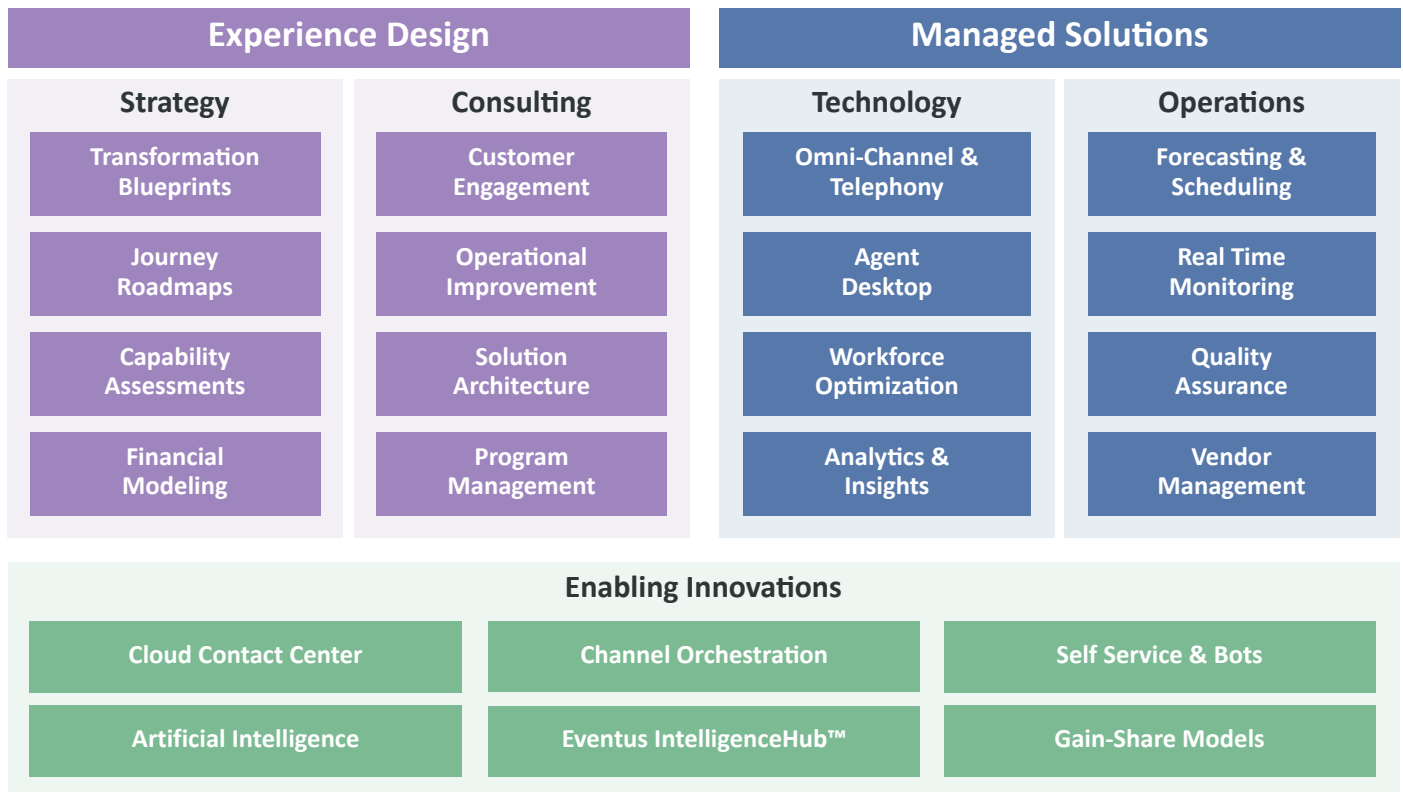 Experience Design
Strategy
Transformation
Blueprints
Journey
Roadmaps
Capability
Assessments
Financial
Modeling
Consulting
Customer
Engagement
Operational
Improvement
Solution
Architecture
Program
Management
Managed Solutions
Technology
Omni-Channel &
Telephony
Agent
Desktop
Workforce
Optimization
Analytics &
Insights
Operations
Forecasting &
Scheduling
Real Time
Monitoring
Quality
Assurance
Vendor
Management
Enabling Innovations
Cloud Contact Center
Channel Orchestration
Self Service & Bots
Artificial Intelligence
Eventus IntelligenceHub™
Gain-Share Models